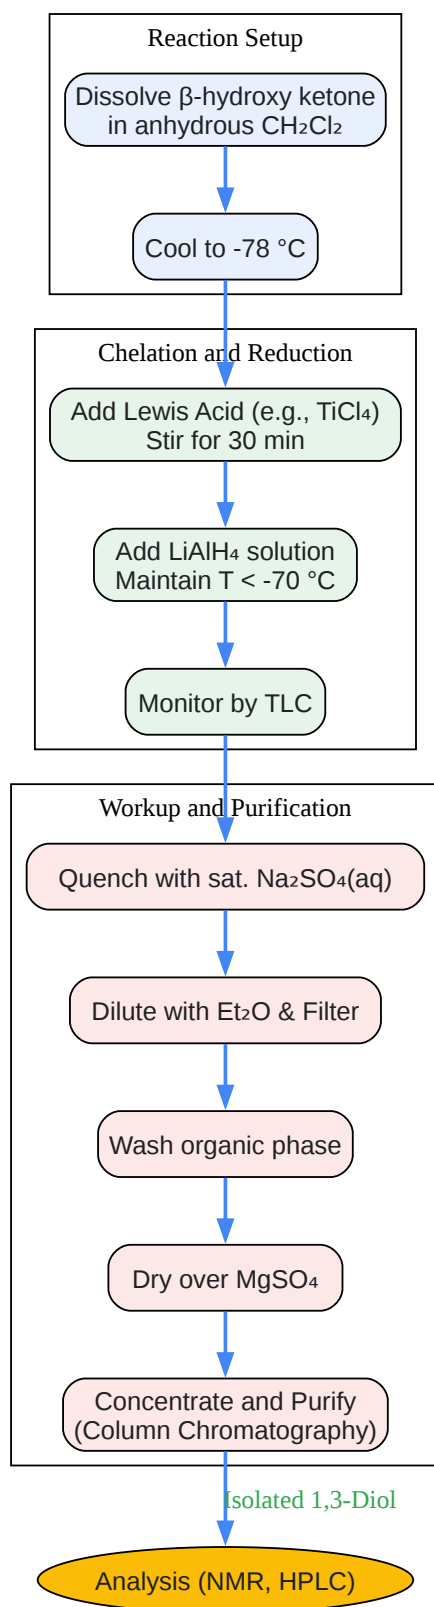 Reaction Setup
Dissolve β-hydroxy ketone
in anhydrous CH₂Cl₂
Cool to -78 °C
Chelation and Reduction
Add Lewis Acid (e.g., TiCl₄)
Stir for 30 min
Add LiAlH₄ solution
Maintain T < -70 °C
Monitor by TLC
Workup and Purification
Quench with sat. Na₂SO₄(aq)
Dilute with Et₂O & Filter
Wash organic phase
Dry over MgSO₄
Concentrate and Purify
(Column Chromatography)
Isolated 1,3-Diol
Analysis (NMR, HPLC)